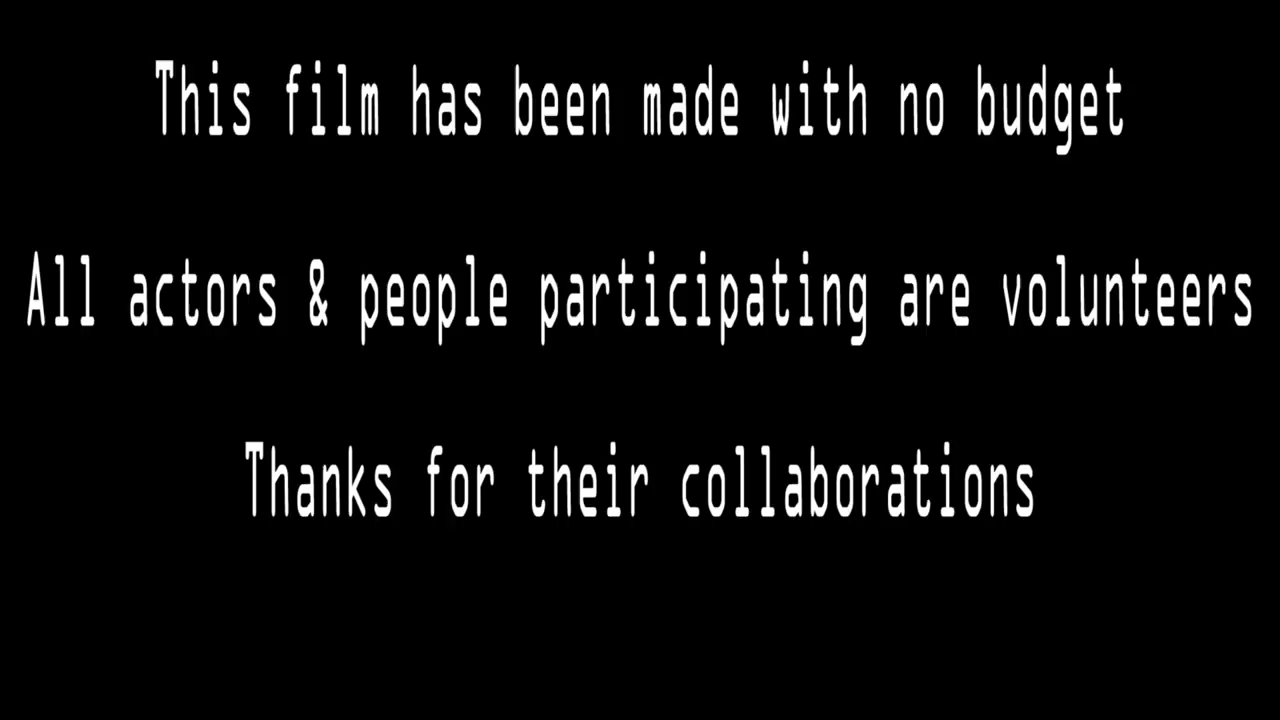 This film has been made with no budget
All actors & people participating are volunteers
Thanks for their collaborations